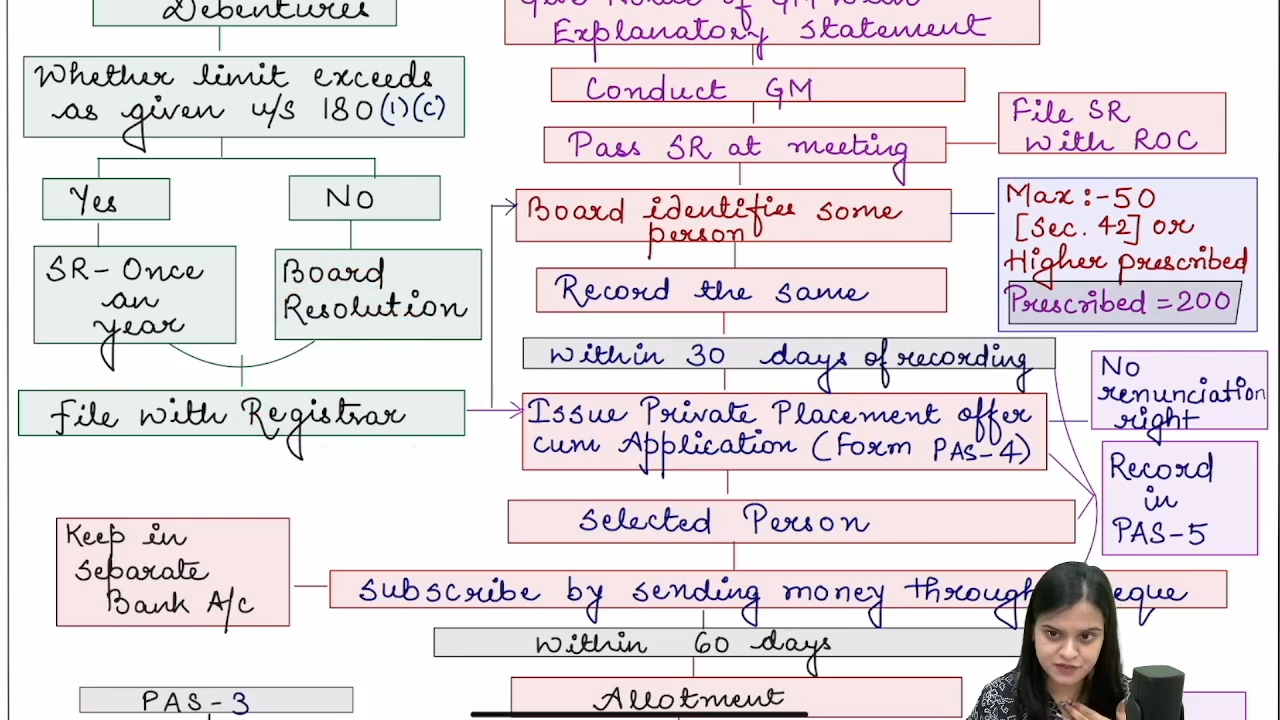 Debentures
Whether limit exceeds
as given u/s 180(1)(c)
Yes
No
SR- Once
an
year
Board
Resolution
File with Registrar
Explanatory Statement
Conduct GM
Pass SR at meeting
File SR
with ROC
Board identifies some
person
Max:-50
[Sec. 42] or
Higher prescribed
Prescribed = 200
Record the same
Within 30 days of recording
Issue Private Placement offer
cum Application (Form PAS-4)
No
renunciation
right
Record
in
PAS-5
Selected Person
Keep in
Separate
Bank A/c
Subscribe by sending money through
Within 60 days
Allotment
PAS-3